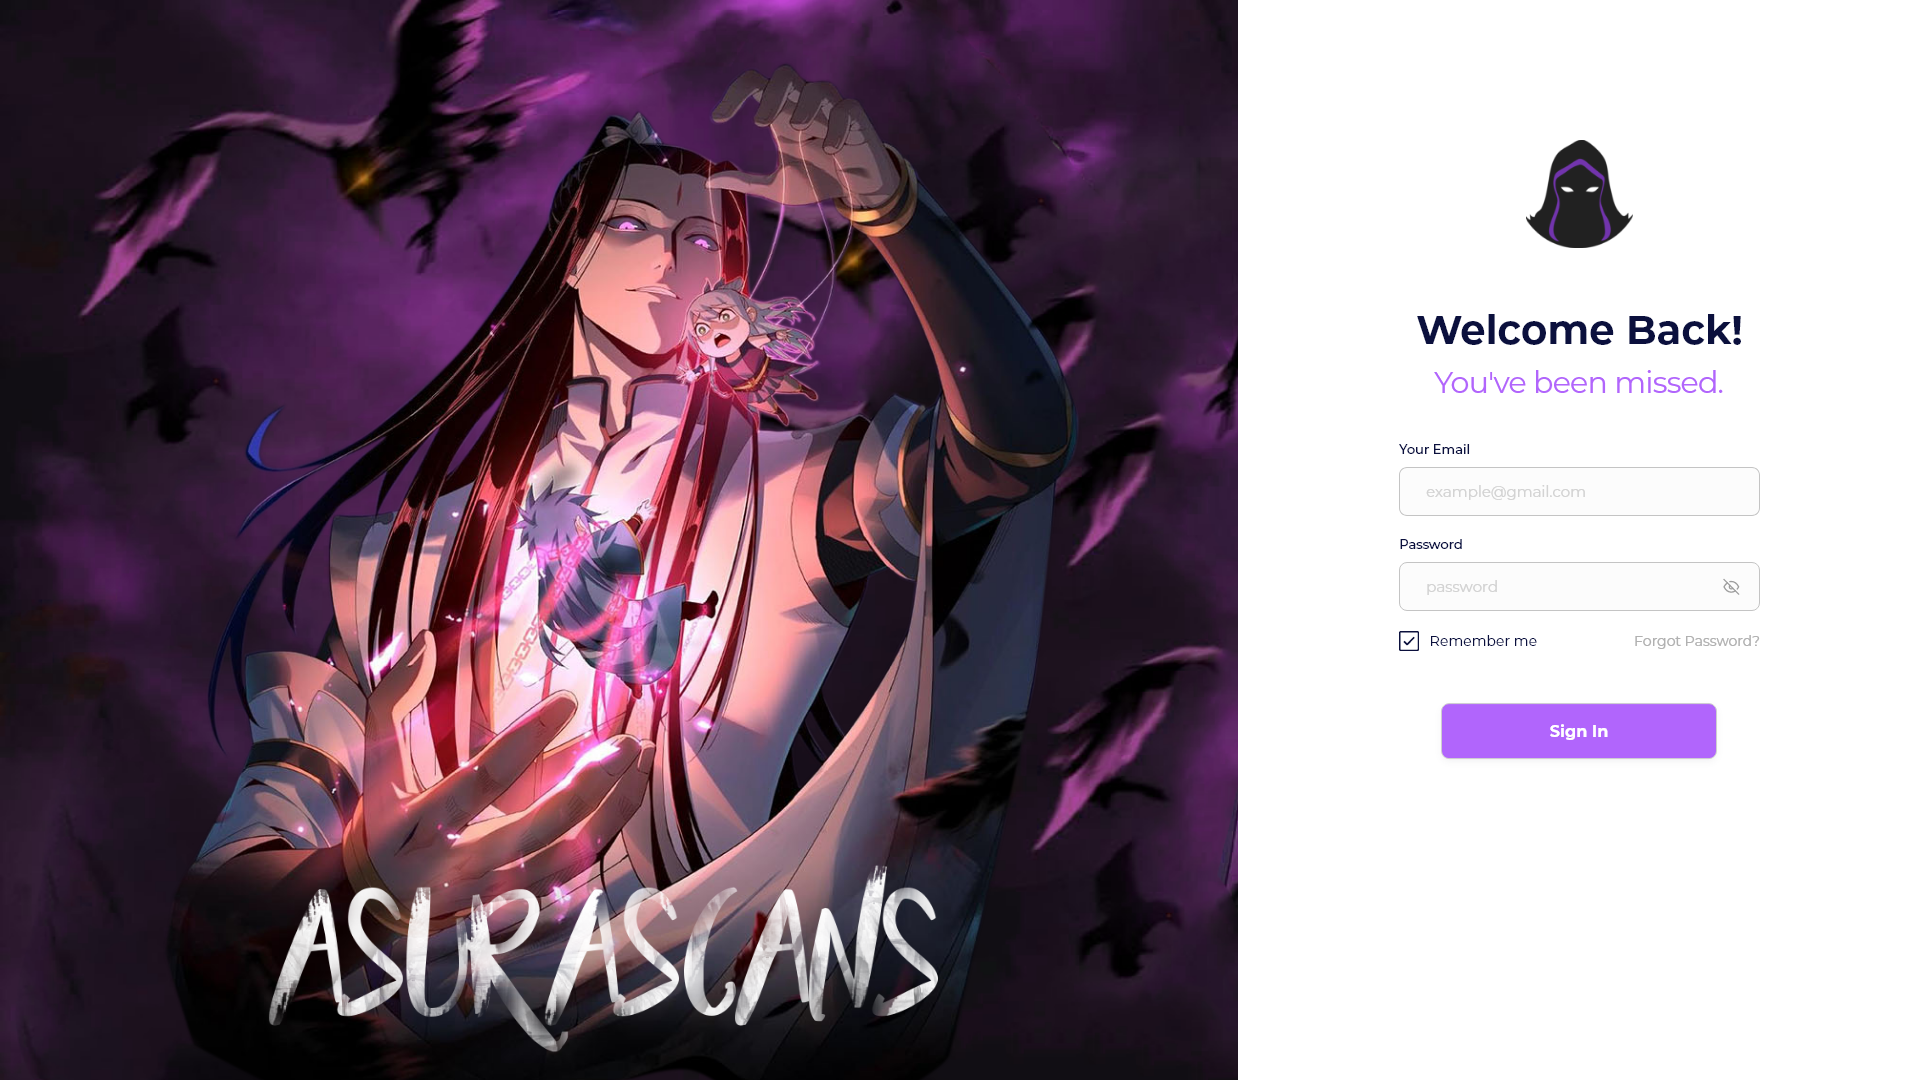 ASURASCANS
Welcome Back!
You've been missed.
Your Email
example@gmail.com
Password
password
Remember me
Forgot Password?
Sign In